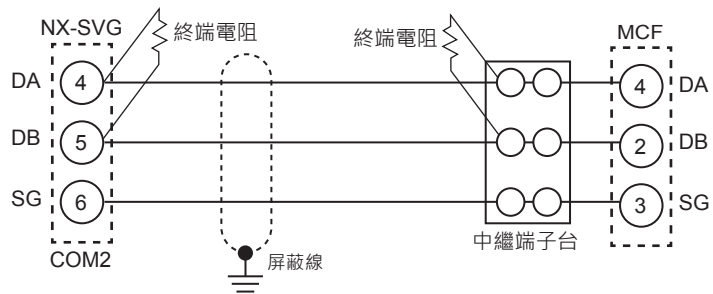 NX-SVG 終端電阻 終端電阻 MCF
DA 4 4 DA
DB 5 2 DB
SG 6 3 SG
COM2 屏蔽線 中繼端子台